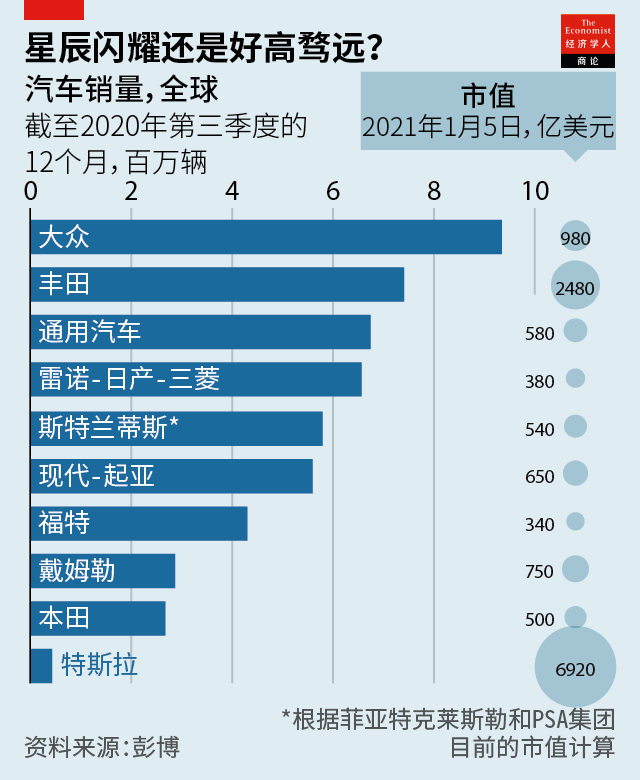 星辰闪耀还是好高骛远？
The
Economist
经济学人
商论
汽车销量，全球
截至2020年第三季度的
12个月，百万辆
市值
2021年1月5日，亿美元
0 2 4 6 8 10
大众 980
丰田 2480
通用汽车 580
雷诺-日产-三菱 380
斯特兰蒂斯* 540
现代-起亚 650
福特 340
戴姆勒 750
本田 500
特斯拉 6920
*根据菲亚特克莱斯勒和PSA集团
目前的市值计算
资料来源：彭博